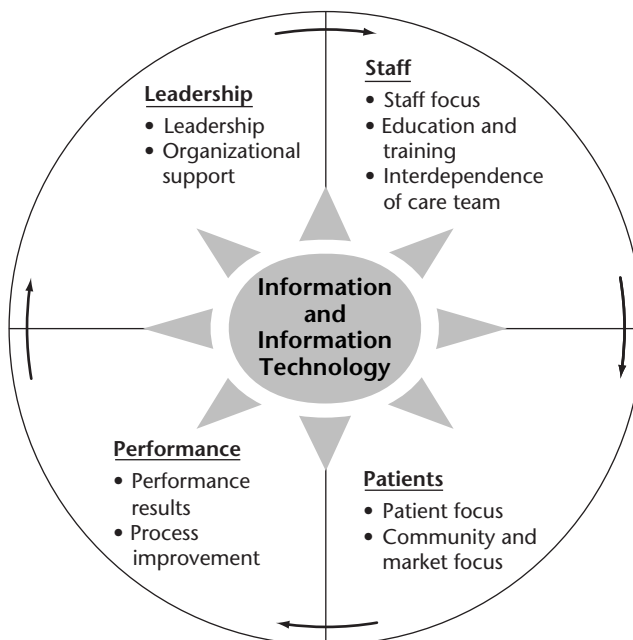 Leadership
• Leadership
• Organizational
support
Staff
• Staff focus
• Education and
training
• Interdependence
of care team
Information
and
Information
Technology
Performance
• Performance
results
• Process
improvement
Patients
• Patient focus
• Community and
market focus